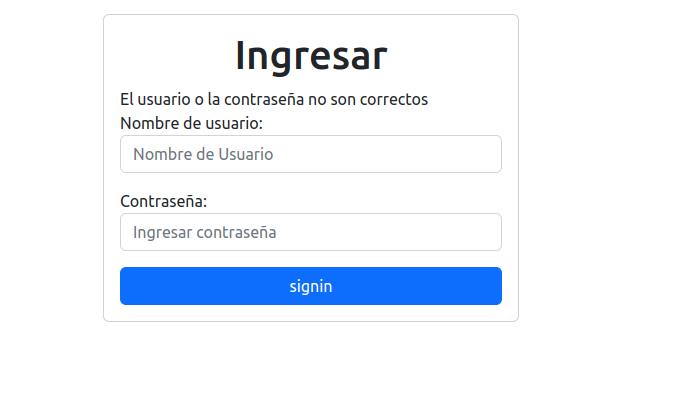 Ingresar
El usuario o la contraseña no son correctos
Nombre de usuario:
Nombre de Usuario
Contraseña:
Ingresar contraseña
signin